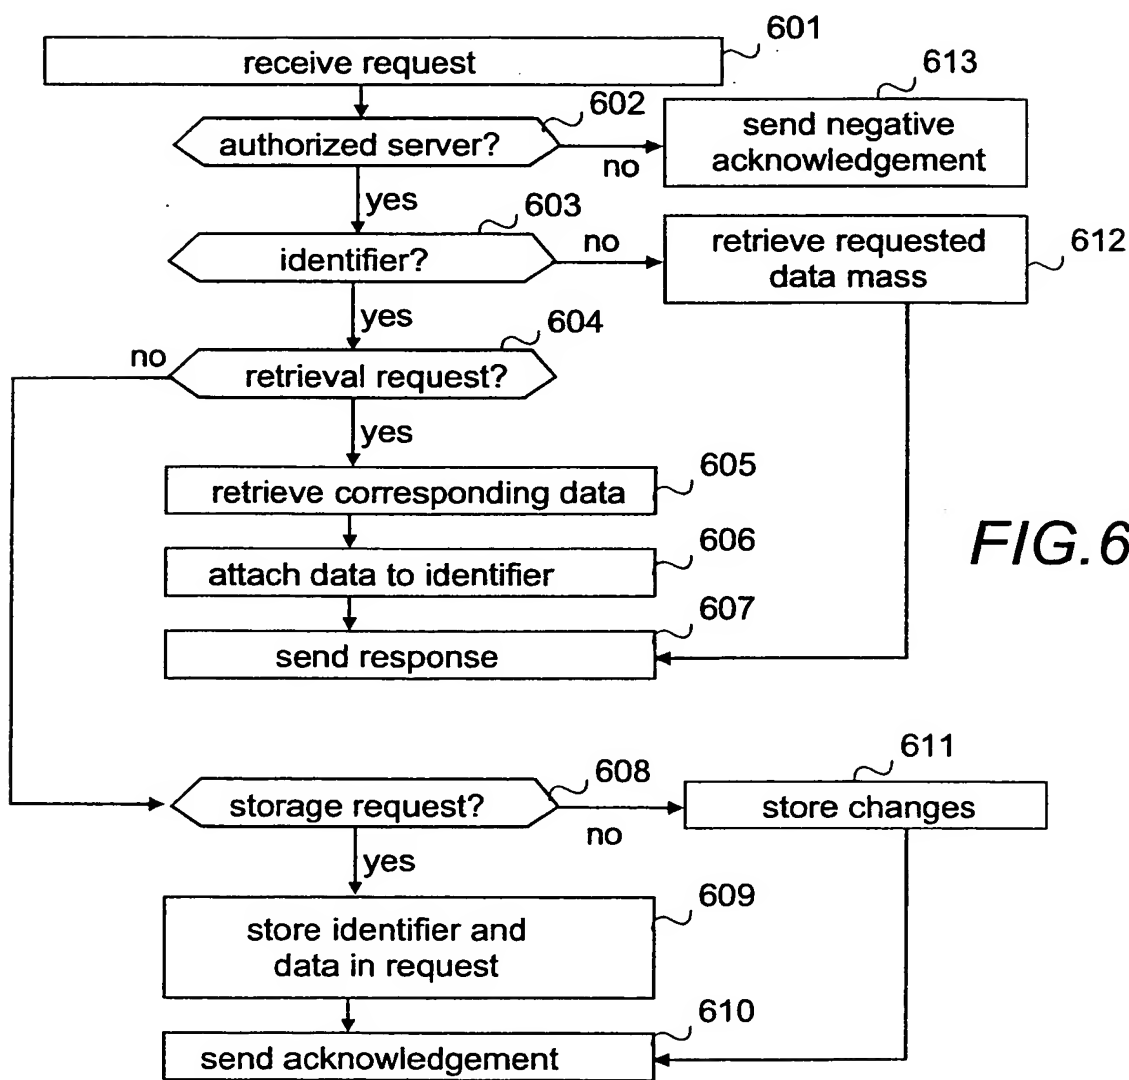 601
receive request
613
602
authorized server?
no
send negative
acknowledgement
yes
603
identifier?
no
retrieve requested
data mass
612
yes
604
no
retrieval request?
yes
605
retrieve corresponding data
606
attach data to identifier
FIG.6
607
send response
611
608
storage request?
no
store changes
yes
609
store identifier and
data in request
610
send acknowledgement